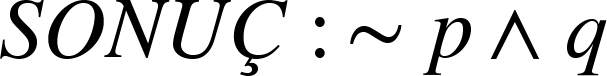 SONUÇ : ~ p ∧ q